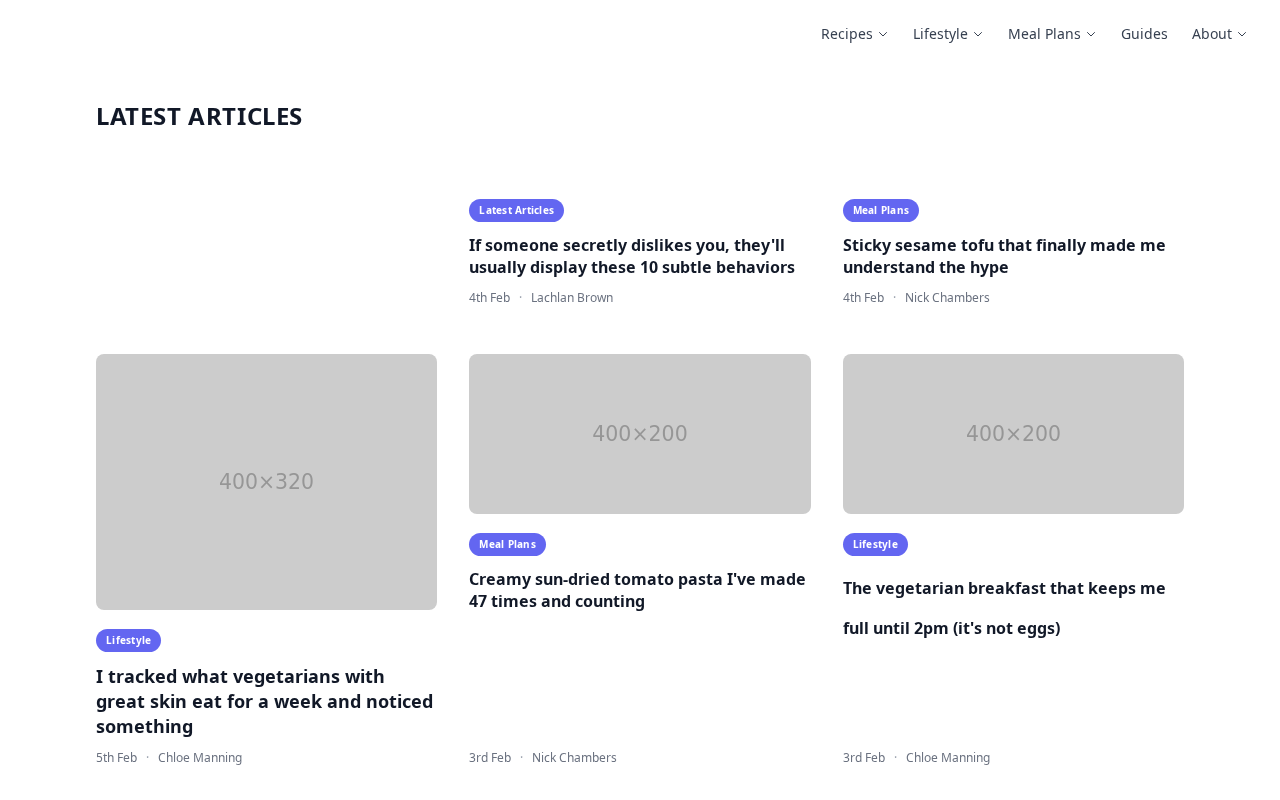 Recipes
Lifestyle
Meal Plans
Guides
About
LATEST ARTICLES
Latest Articles
If someone secretly dislikes you, they'll
usually display these 10 subtle behaviors
4th Feb · Lachlan Brown
Meal Plans
Sticky sesame tofu that finally made me
understand the hype
4th Feb · Nick Chambers
400×320
Lifestyle
I tracked what vegetarians with
great skin eat for a week and noticed
something
5th Feb · Chloe Manning
400×200
Meal Plans
Creamy sun-dried tomato pasta I've made
47 times and counting
3rd Feb · Nick Chambers
400×200
Lifestyle
The vegetarian breakfast that keeps me
full until 2pm (it's not eggs)
3rd Feb · Chloe Manning